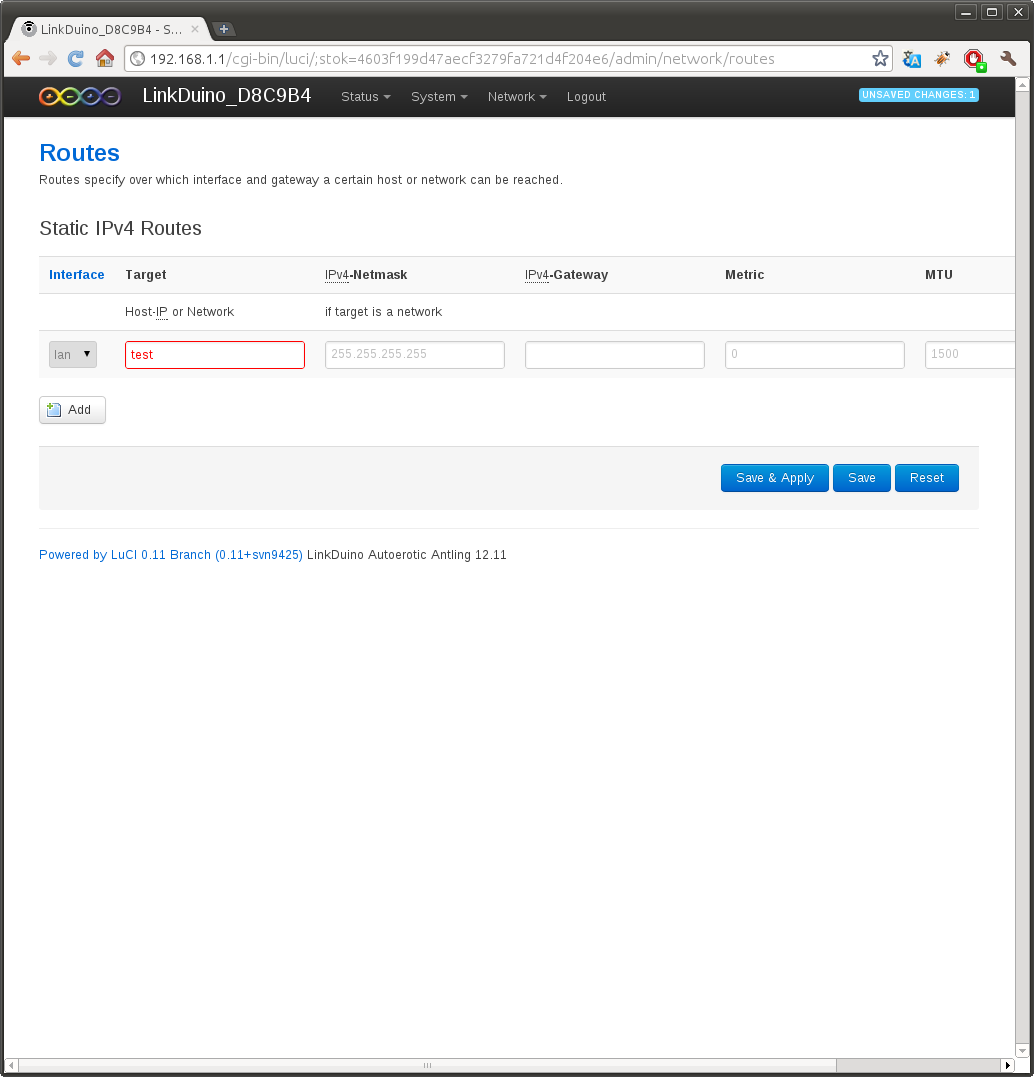 LinkDuino_D8C9B4 - S...
192.168.1.1/cgi-bin/luci/;stok=4603f199d47aecf3279fa721d4f204e6/admin/network/routes
LinkDuino_D8C9B4 Status System Network Logout UNSAVED CHANGES: 1
Routes
Routes specify over which interface and gateway a certain host or network can be reached.
Static IPv4 Routes
Interface Target IPv4-Netmask IPv4-Gateway Metric MTU
Host-IP or Network if target is a network
lan test 255.255.255.255 0 1500
Add
Save & Apply Save Reset
Powered by LuCI 0.11 Branch (0.11+svn9425) LinkDuino Autoerotic Antling 12.11